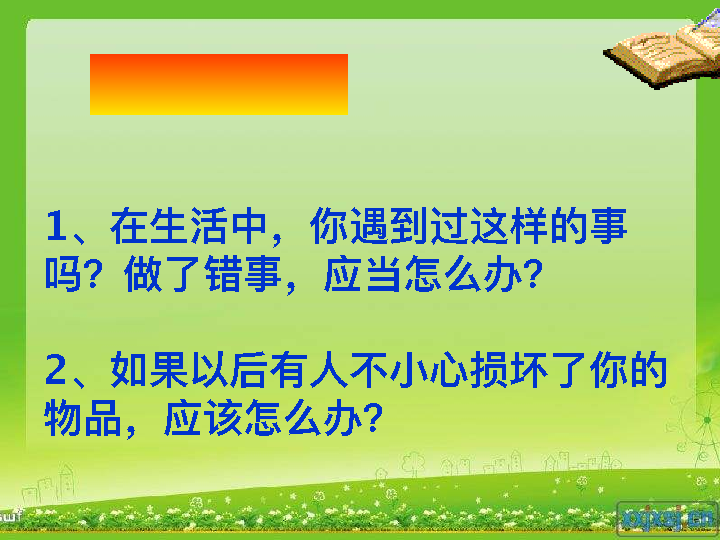 1、在生活中，你遇到过这样的事
吗？做了错事，应当怎么办？
2、如果以后有人不小心损坏了你的
物品，应该怎么办？